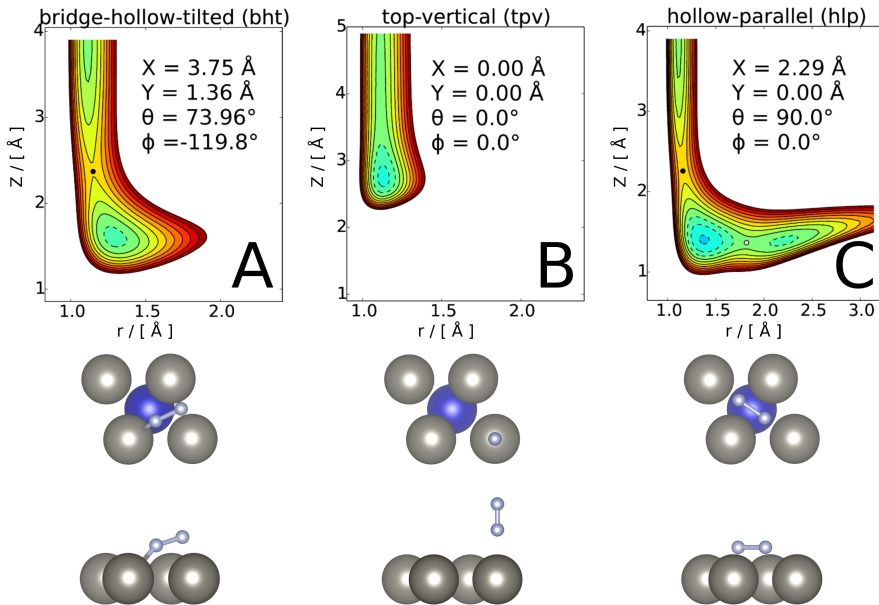 bridge-hollow-tilted (bht)
X = 3.75 Å
Y = 1.36 Å
θ = 73.96°
ϕ =-119.8°
A
Z / [ Å ]
4
3
2
1
1.0 1.5 2.0
r / [ Å ]
top-vertical (tpv)
X = 0.00 Å
Y = 0.00 Å
θ = 0.0°
ϕ = 0.0°
B
Z / [ Å ]
5
4
3
2
1
1.0 1.5 2.0
r / [ Å ]
hollow-parallel (hlp)
X = 2.29 Å
Y = 0.00 Å
θ = 90.0°
ϕ = 0.0°
C
Z / [ Å ]
4
3
2
1
1.0 1.5 2.0 2.5 3.0
r / [ Å ]